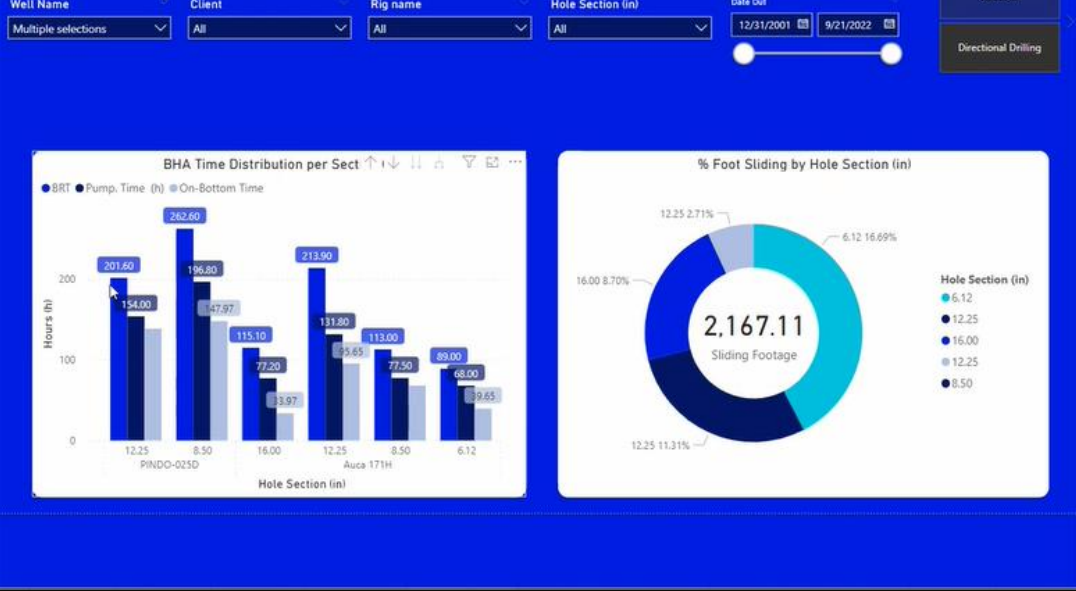 Well Name
Client
Rig name
Hole Section (in)
Date Out
Multiple selections
All
All
All
12/31/2001
9/21/2022
Directional Drilling
BHA Time Distribution per Sect
BRT Pump. Time (h) On-Bottom Time
262.60
201.60
196.80
154.00
147.97
115.10
77.20
33.97
213.90
131.80
95.65
113.00
77.50
89.00
68.00
39.65
Hours (h)
200
100
0
12.25 8.50 16.00 12.25 8.50 6.12
PINDO-025D Auca 171H
Hole Section (in)
% Foot Sliding by Hole Section (in)
12.25 2.71%
6.12 16.69%
16.00 8.70%
12.25 11.31%
2,167.11
Sliding Footage
Hole Section (in)
6.12
12.25
16.00
12.25
8.50